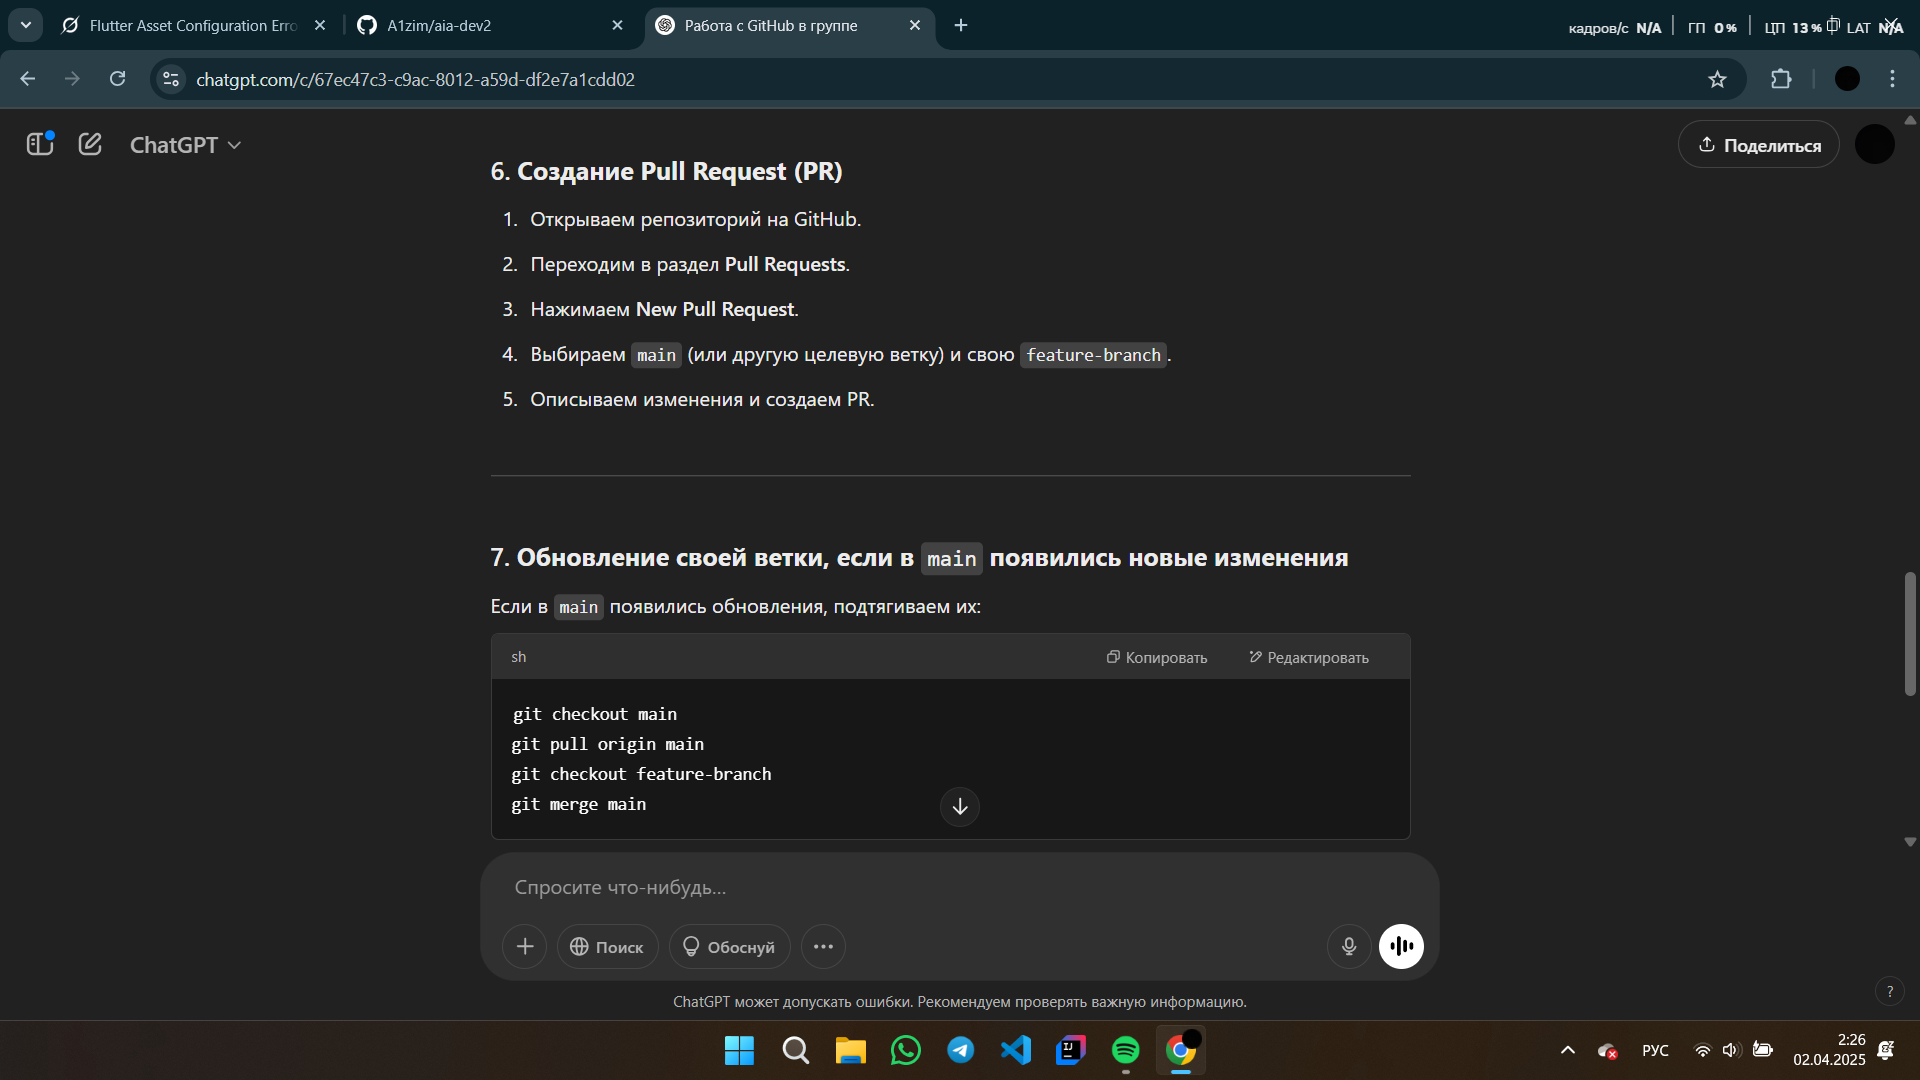 Flutter Asset Configuration Erro
A1zim/aia-dev2
Работа с GitHub в группе
кадров/с N/A ГП 0% ЦП 13% LAT N/A
chatgpt.com/c/67ec47c3-c9ac-8012-a59d-df2e7a1cdd02
ChatGPT
Поделиться
6. Создание Pull Request (PR)
1. Открываем репозиторий на GitHub.
2. Переходим в раздел Pull Requests.
3. Нажимаем New Pull Request.
4. Выбираем main (или другую целевую ветку) и свою feature-branch.
5. Описываем изменения и создаем PR.
7. Обновление своей ветки, если в main появились новые изменения
Если в main появились обновления, подтягиваем их:
sh
Копировать
Редактировать
git checkout main
git pull origin main
git checkout feature-branch
git merge main
Спросите что-нибудь...
Поиск
Обоснуй
ChatGPT может допускать ошибки. Рекомендуем проверять важную информацию.
?
IJ
РУС
2:26
02.04.2025